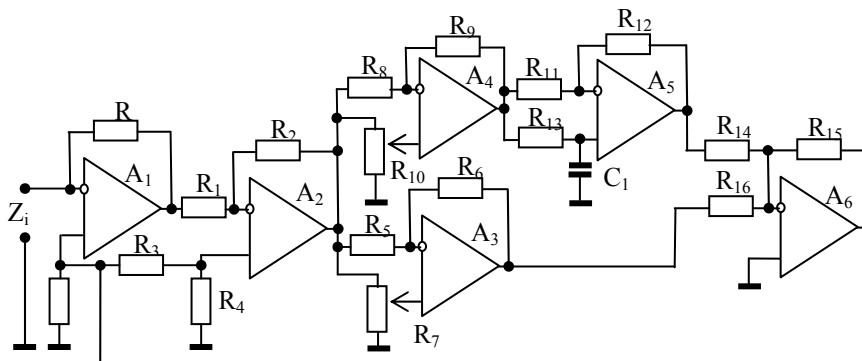 R₉
R₁₂
R₈
A₄
R₁₁
A₅
R
R₂
R₁₃
R₁₄
R₁₅
A₁
R₁
R₁₀
R₆
C₁
Zᵢ
A₂
R₁₆
A₆
R₃
R₅
A₃
R₄
R₇